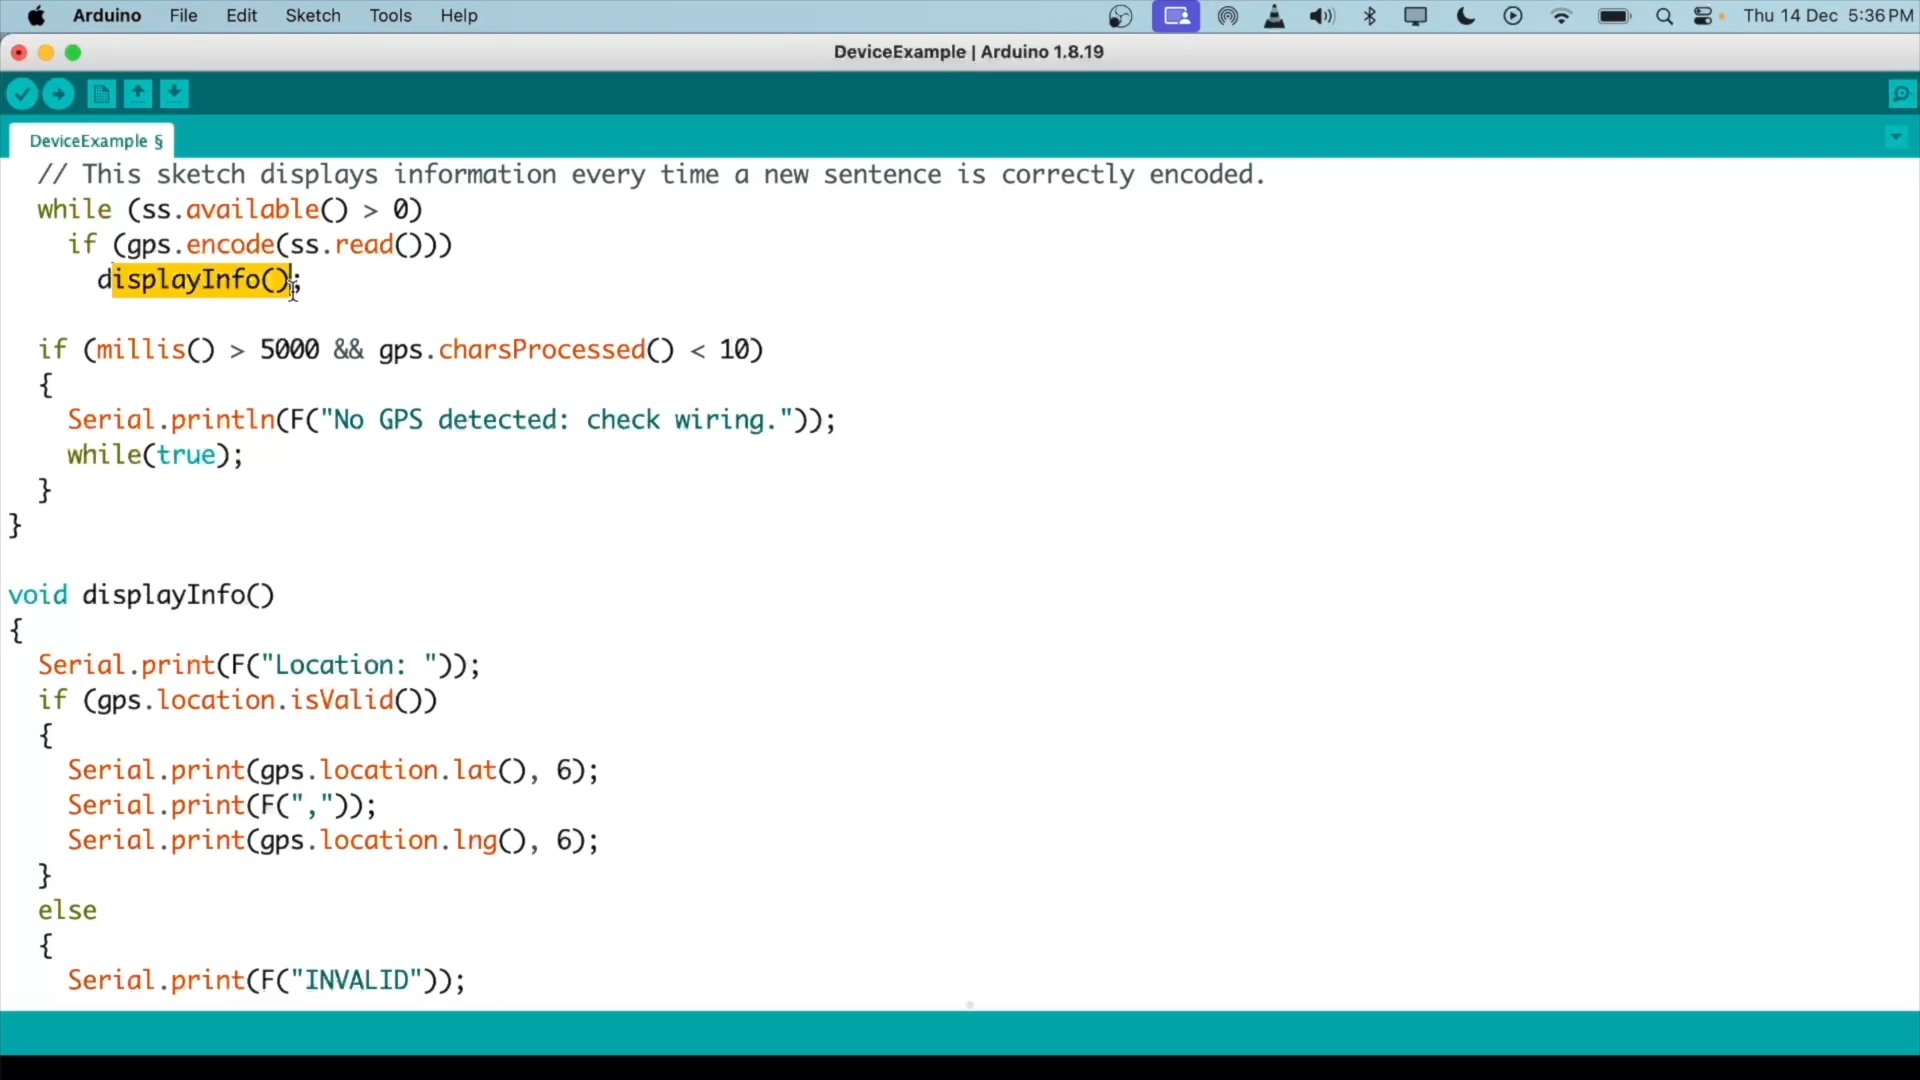 Arduino File Edit Sketch Tools Help Thu 14 Dec 5:36 PM
DeviceExample | Arduino 1.8.19
DeviceExample §
// This sketch displays information every time a new sentence is correctly encoded.
while (ss.available() > 0)
if (gps.encode(ss.read()))
displayInfo();
if (millis() > 5000 && gps.charsProcessed() < 10)
{
Serial.println(F("No GPS detected: check wiring."));
while(true);
}
}
void displayInfo()
{
Serial.print(F("Location: "));
if (gps.location.isValid())
{
Serial.print(gps.location.lat(), 6);
Serial.print(F(","));
Serial.print(gps.location.lng(), 6);
}
else
{
Serial.print(F("INVALID"));